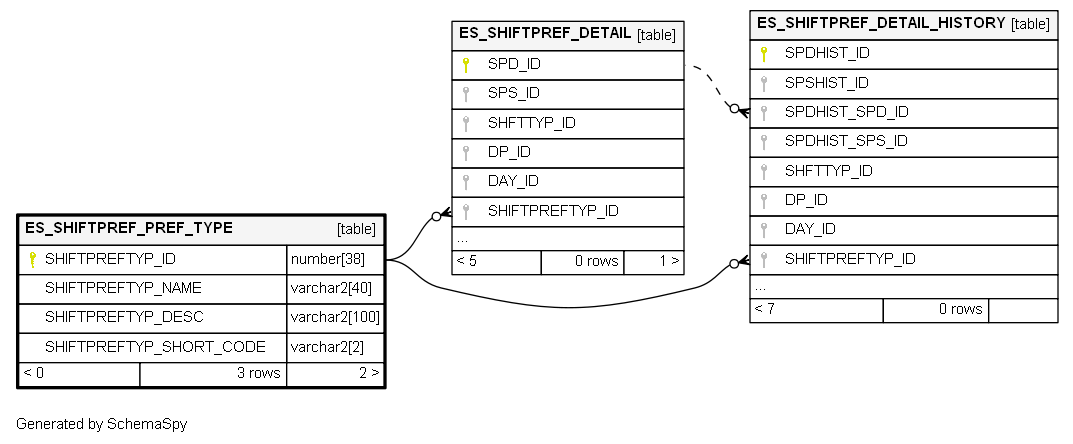 ES_SHIFTPREF_PREF_TYPE [table]
SHIFTPREFTYP_ID number[38]
SHIFTPREFTYP_NAME varchar2[40]
SHIFTPREFTYP_DESC varchar2[100]
SHIFTPREFTYP_SHORT_CODE varchar2[2]
< 0 3 rows 2 >
ES_SHIFTPREF_DETAIL [table]
SPD_ID
SPS_ID
SHFTTYP_ID
DP_ID
DAY_ID
SHIFTPREFTYP_ID
...
< 5 0 rows 1 >
ES_SHIFTPREF_DETAIL_HISTORY [table]
SPDHIST_ID
SPSHIST_ID
SPDHIST_SPD_ID
SPDHIST_SPS_ID
SHFTTYP_ID
DP_ID
DAY_ID
SHIFTPREFTYP_ID
...
< 7 0 rows
Generated by SchemaSpy